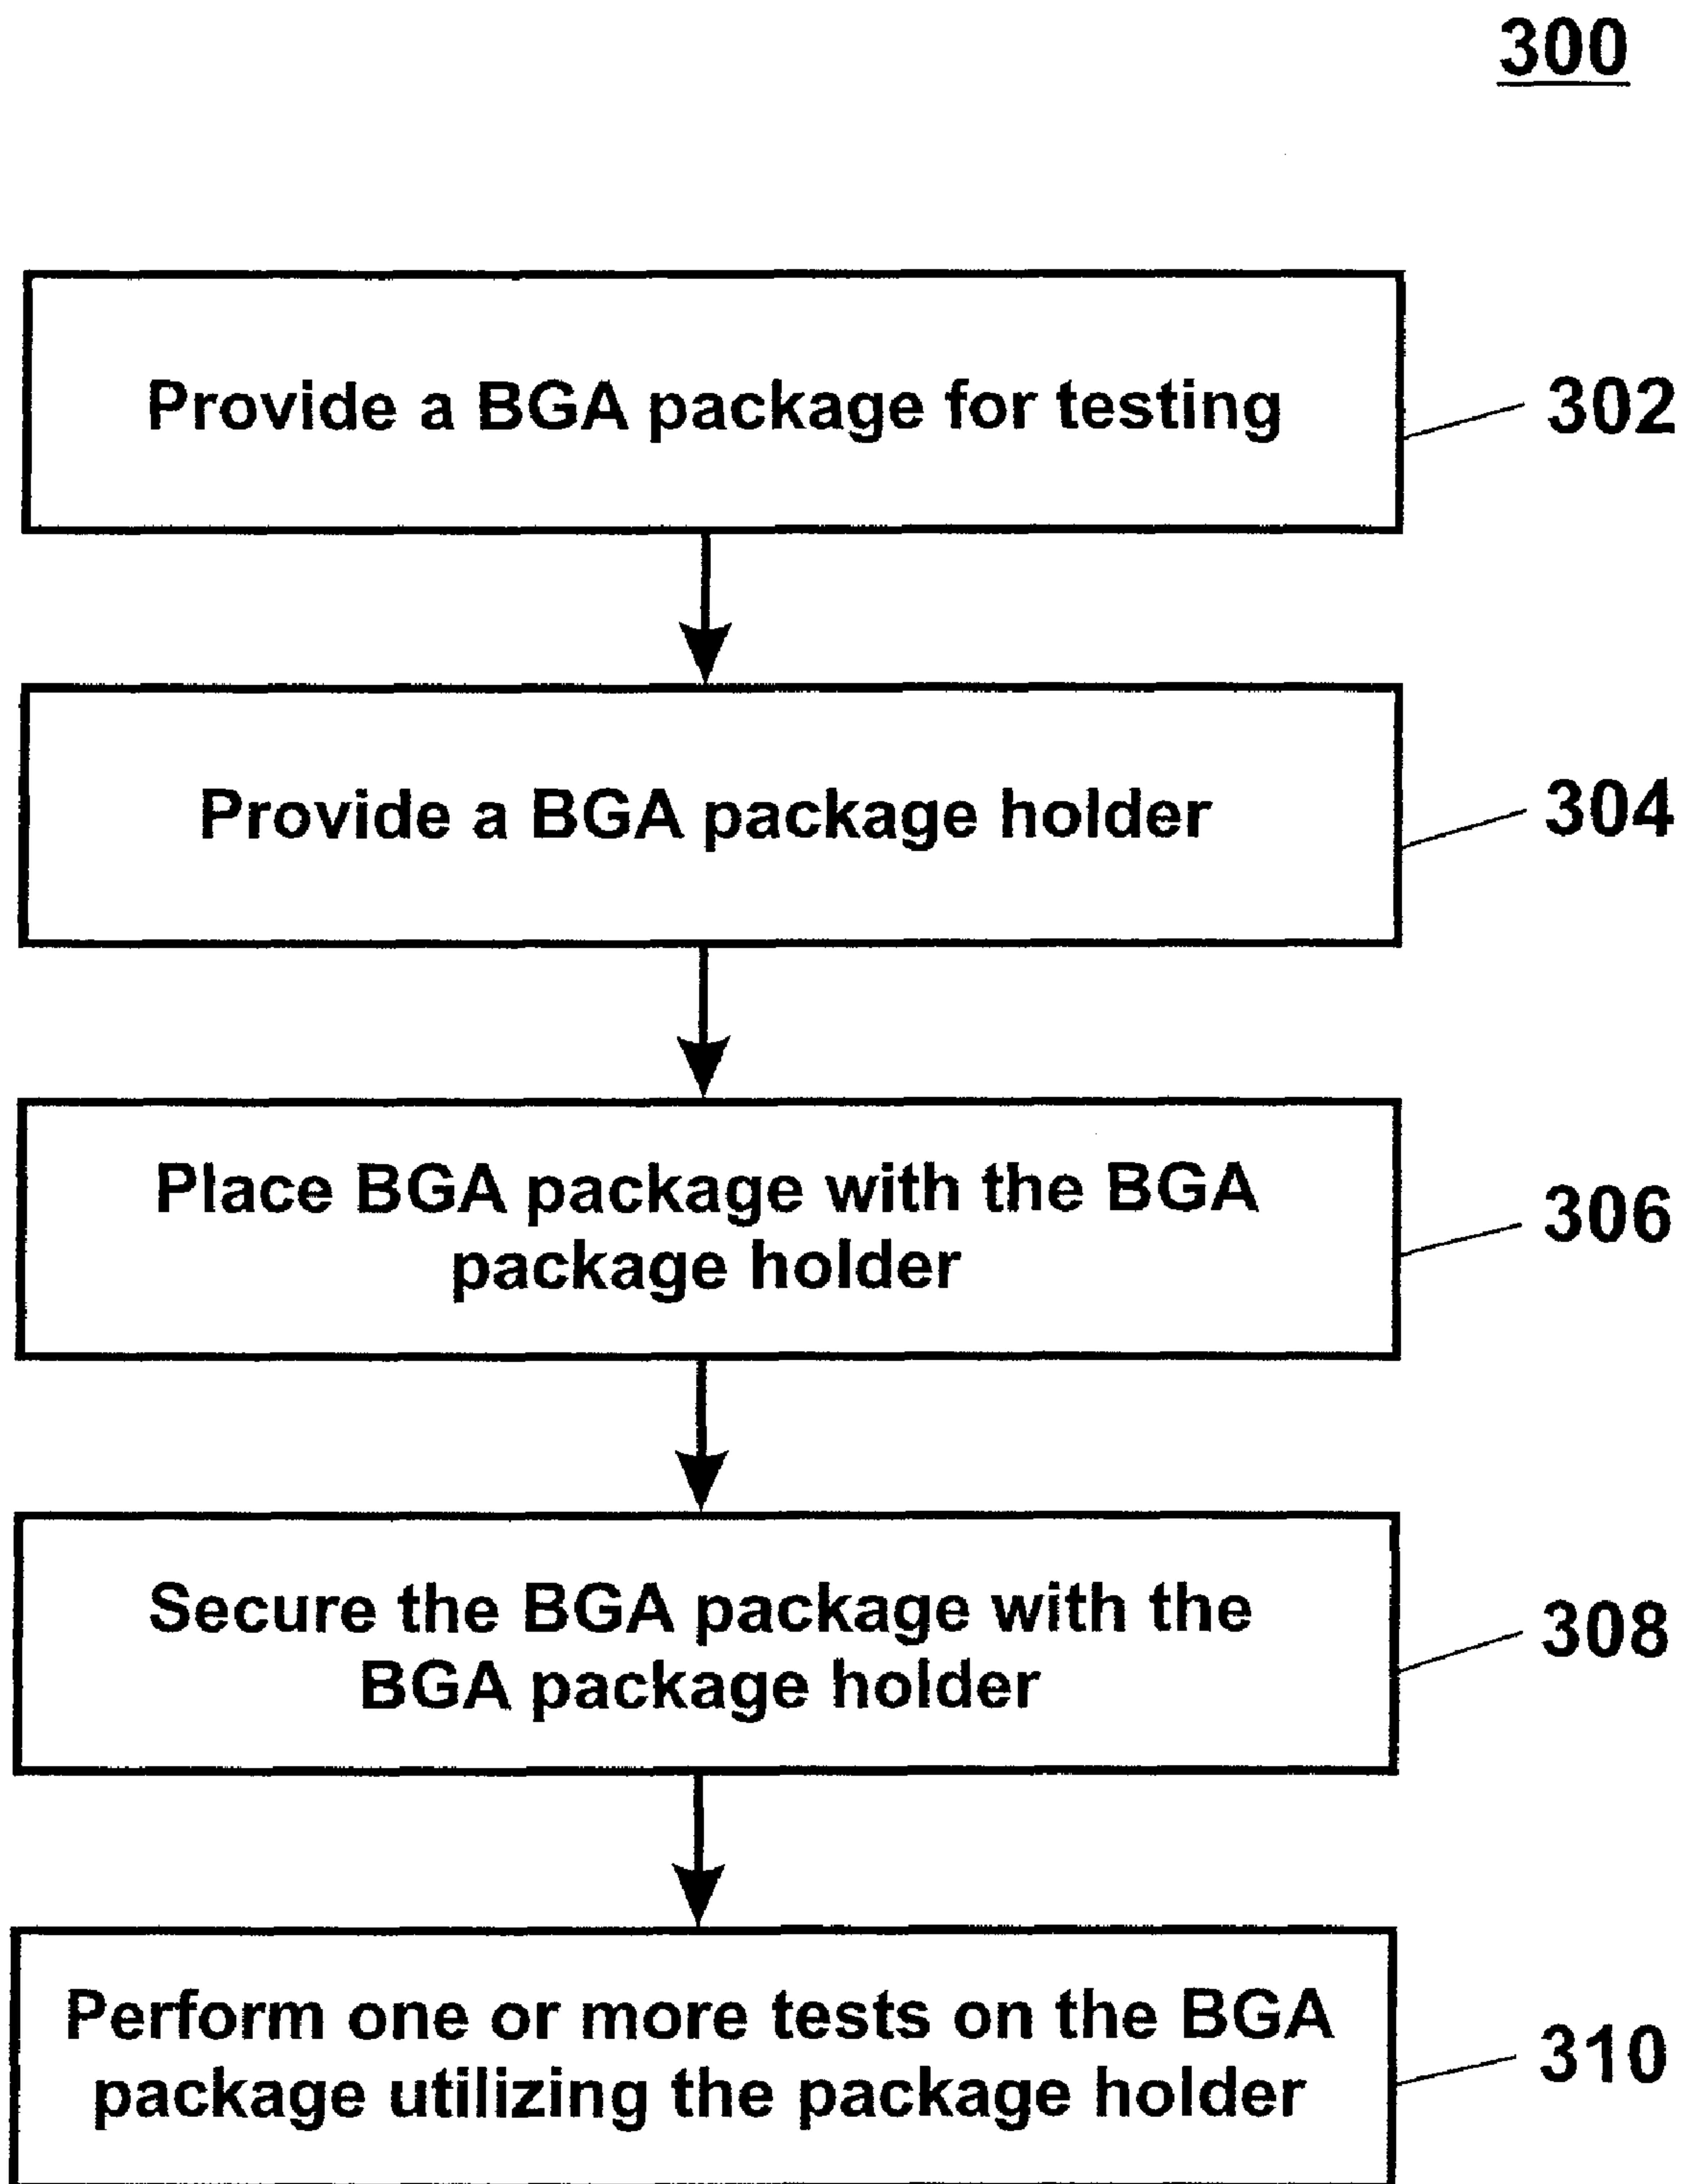 300
Provide a BGA package for testing
302
Provide a BGA package holder
304
Place BGA package with the BGA
package holder
306
Secure the BGA package with the
BGA package holder
308
Perform one or more tests on the BGA
package utilizing the package holder
310